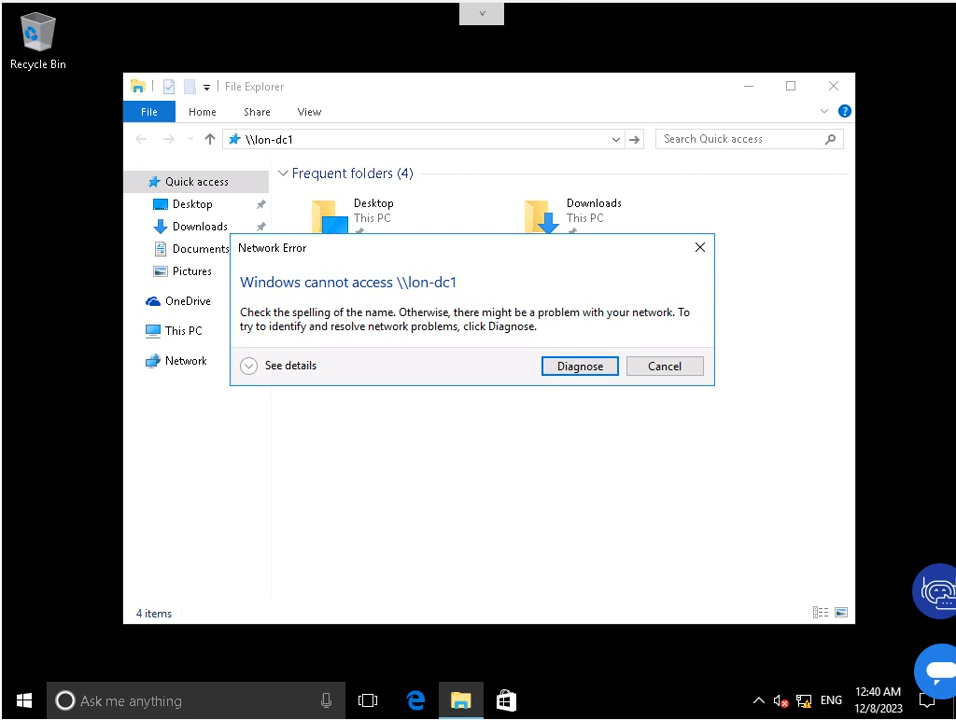 Recycle Bin
File Explorer
File Home Share View
\\lon-dc1
Search Quick access
Quick access
Desktop
Downloads
Documents
Pictures
OneDrive
This PC
Network
Frequent folders (4)
Desktop
This PC
Downloads
This PC
Network Error
Windows cannot access \\lon-dc1
Check the spelling of the name. Otherwise, there might be a problem with your network. To
try to identify and resolve network problems, click Diagnose.
See details
Diagnose
Cancel
4 items
Ask me anything
ENG
12:40 AM
12/8/2023